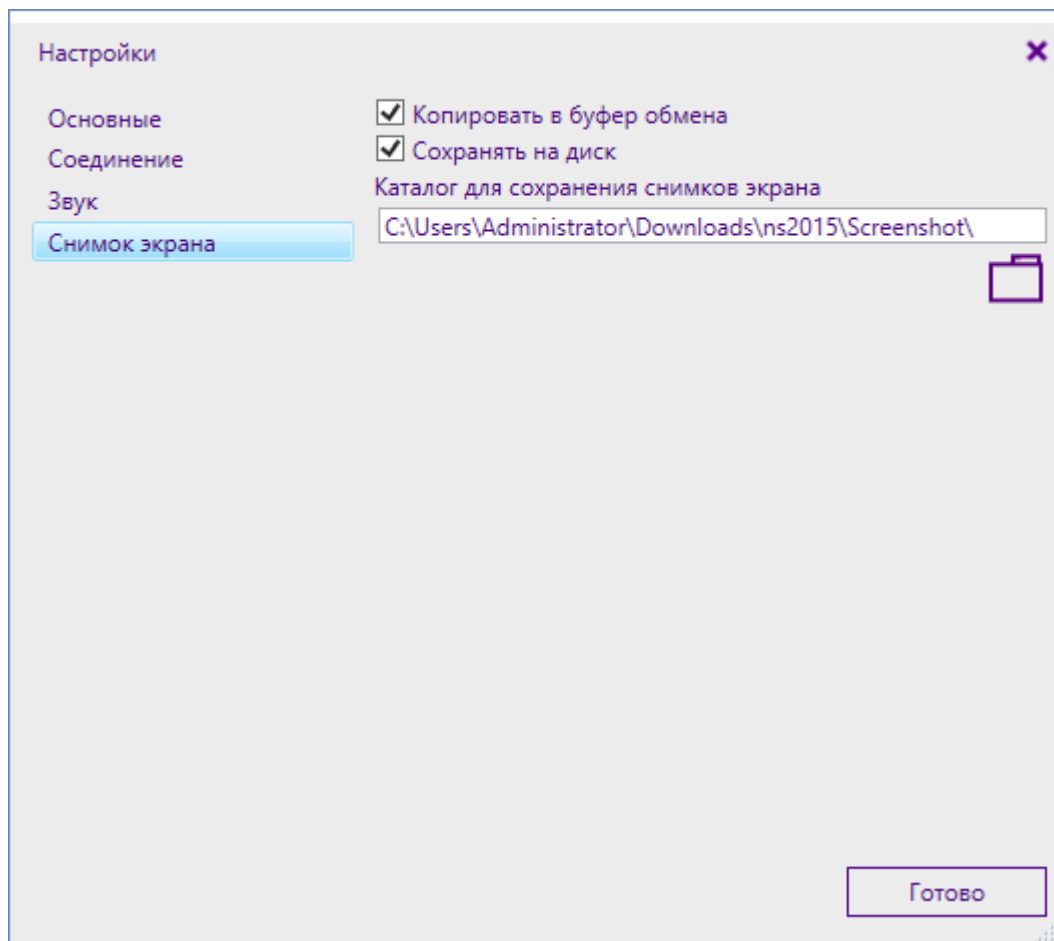 Настройки
Основные
Соединение
Звук
Снимок экрана
Копировать в буфер обмена
Сохранять на диск
Каталог для сохранения снимков экрана
C:\Users\Administrator\Downloads\ns2015\Screenshot\
Готово